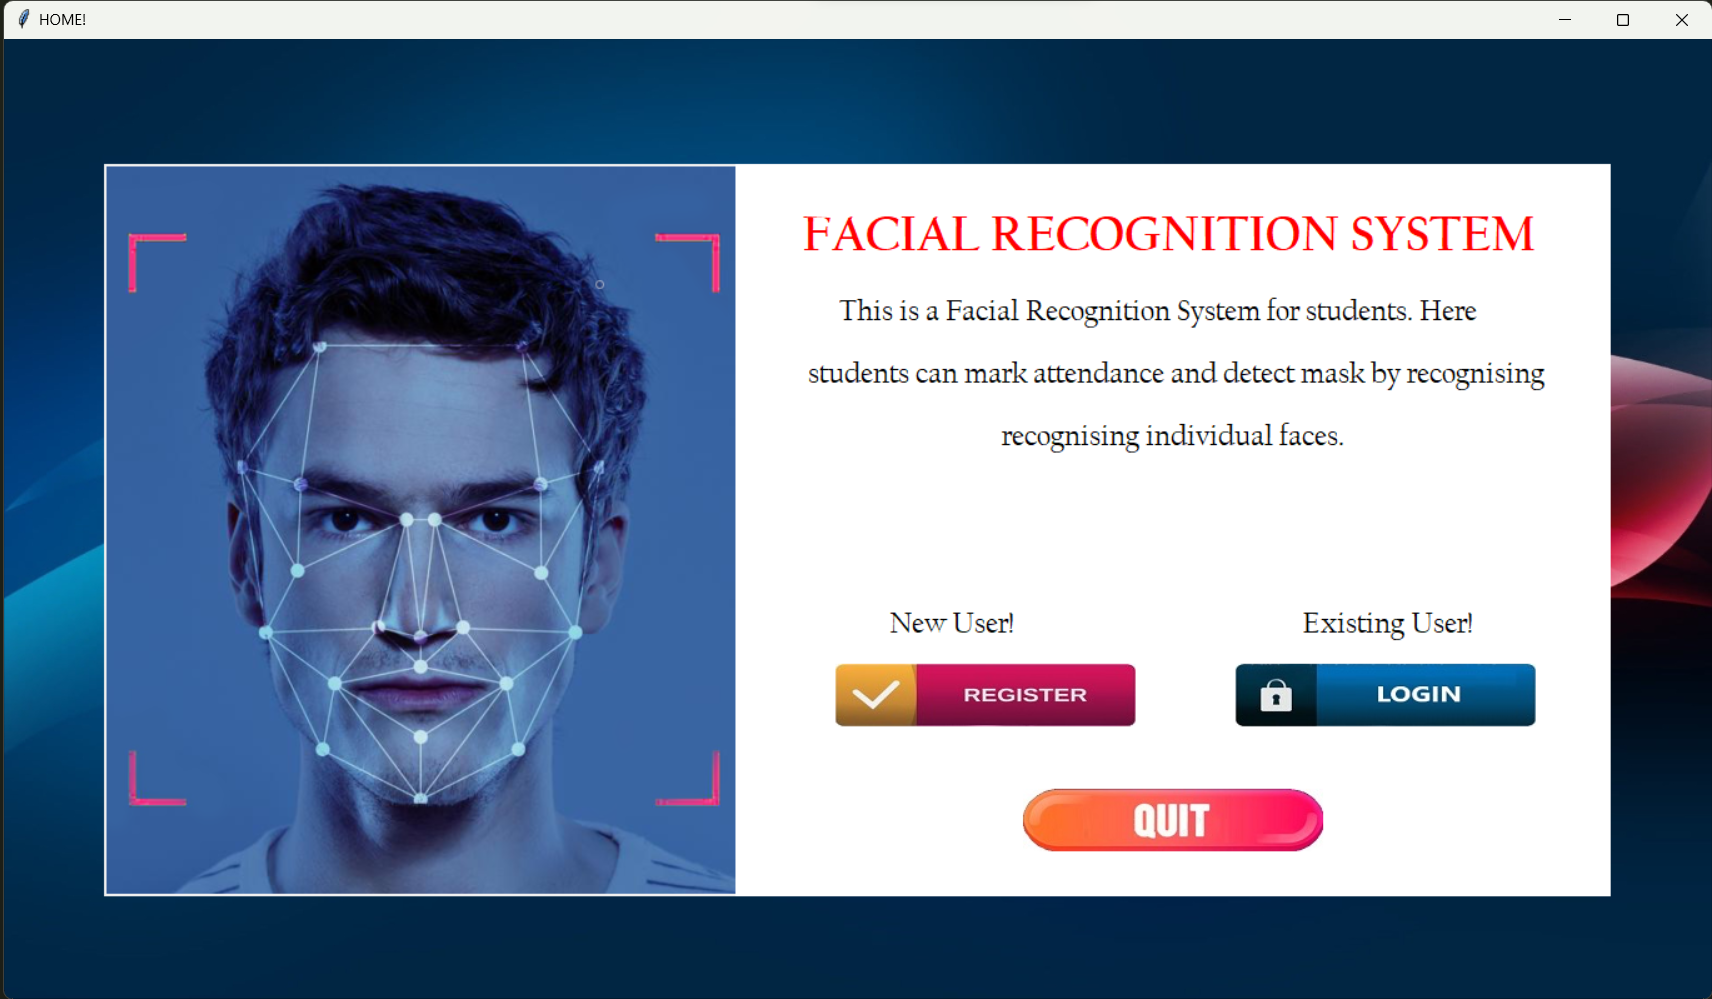 HOME!
FACIAL RECOGNITION SYSTEM
This is a Facial Recognition System for students. Here
students can mark attendance and detect mask by recognising
recognising individual faces.
New User!
Existing User!
REGISTER
LOGIN
QUIT